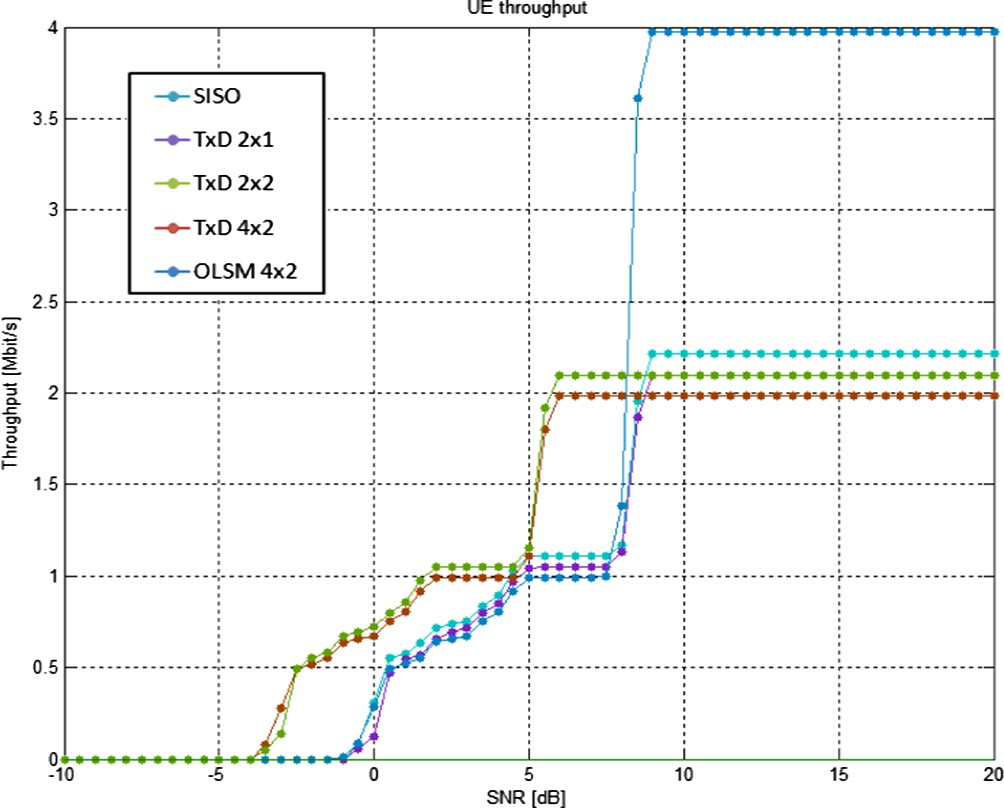 UE throughput
4
3.5
3
2.5
2
1.5
1
0.5
0
Throughput [Mbit/s]
SISO
TxD 2x1
TxD 2x2
TxD 4x2
OLSM 4x2
-10 -5 0 5 10 15 20
SNR [dB]